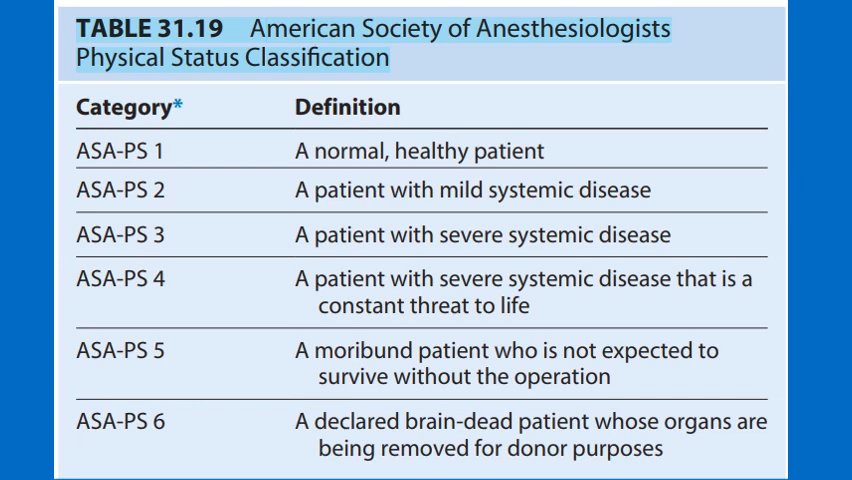 TABLE 31.19 American Society of Anesthesiologists
Physical Status Classification
Category* Definition
ASA-PS 1 A normal, healthy patient
ASA-PS 2 A patient with mild systemic disease
ASA-PS 3 A patient with severe systemic disease
ASA-PS 4 A patient with severe systemic disease that is a
constant threat to life
ASA-PS 5 A moribund patient who is not expected to
survive without the operation
ASA-PS 6 A declared brain-dead patient whose organs are
being removed for donor purposes